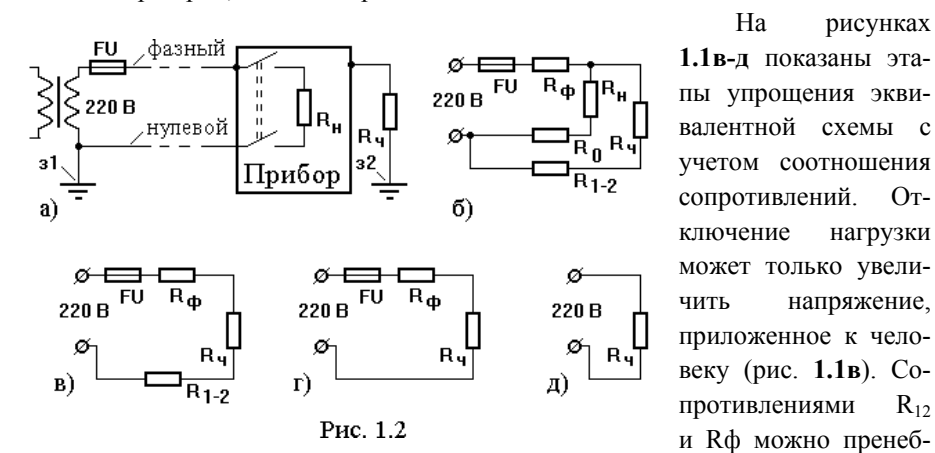 На рисунках
1.1в-д показаны эта-
пы упрощения экви-
валентной схемы с
учетом соотношения
сопротивлений. От-
ключение нагрузки
может только увели-
чить напряжение,
приложенное к чело-
веку (рис. 1.1в). Со-
противлениями R12
и Rф можно пренеб-
FU фазный
220 В
нулевой
Rн
Rч
з1
Прибор
з2
а)
220 В
FU
Rф
Rн
R0
Rч
R1-2
б)
220 В
FU
Rф
Rч
R1-2
в)
220 В
FU
Rф
Rч
г)
220 В
Rч
д)
Рис. 1.2